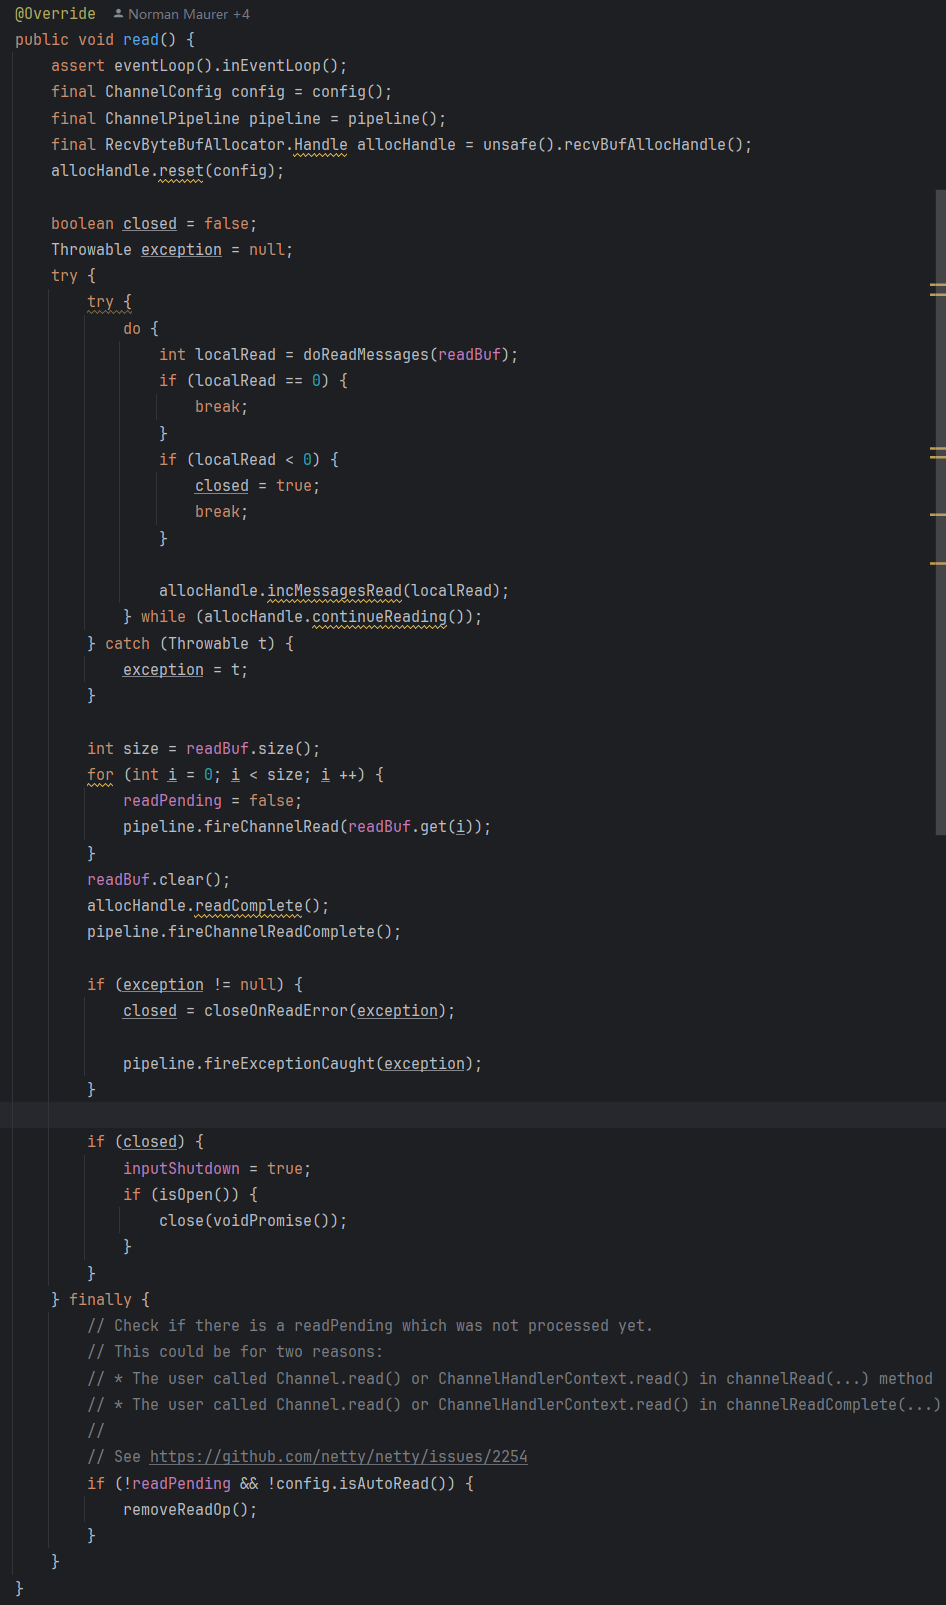 @Override Norman Maurer +4
public void read() {
    assert eventLoop().inEventLoop();
    final ChannelConfig config = config();
    final ChannelPipeline pipeline = pipeline();
    final RecvByteBufAllocator.Handle allocHandle = unsafe().recvBufAllocHandle();
    allocHandle.reset(config);

    boolean closed = false;
    Throwable exception = null;
    try {
        try {
            do {
                int localRead = doReadMessages(readBuf);
                if (localRead == 0) {
                    break;
                }
                if (localRead < 0) {
                    closed = true;
                    break;
                }

                allocHandle.incMessagesRead(localRead);
            } while (allocHandle.continueReading());
        } catch (Throwable t) {
            exception = t;
        }

        int size = readBuf.size();
        for (int i = 0; i < size; i ++) {
            readPending = false;
            pipeline.fireChannelRead(readBuf.get(i));
        }
        readBuf.clear();
        allocHandle.readComplete();
        pipeline.fireChannelReadComplete();

        if (exception != null) {
            closed = closeOnReadError(exception);

            pipeline.fireExceptionCaught(exception);
        }

        if (closed) {
            inputShutdown = true;
            if (isOpen()) {
                close(voidPromise());
            }
        }
    } finally {
        // Check if there is a readPending which was not processed yet.
        // This could be for two reasons:
        // * The user called Channel.read() or ChannelHandlerContext.read() in channelRead(...) method
        // * The user called Channel.read() or ChannelHandlerContext.read() in channelReadComplete(...)
        //
        // See https://github.com/netty/netty/issues/2254
        if (!readPending && !config.isAutoRead()) {
            removeReadOp();
        }
    }
}